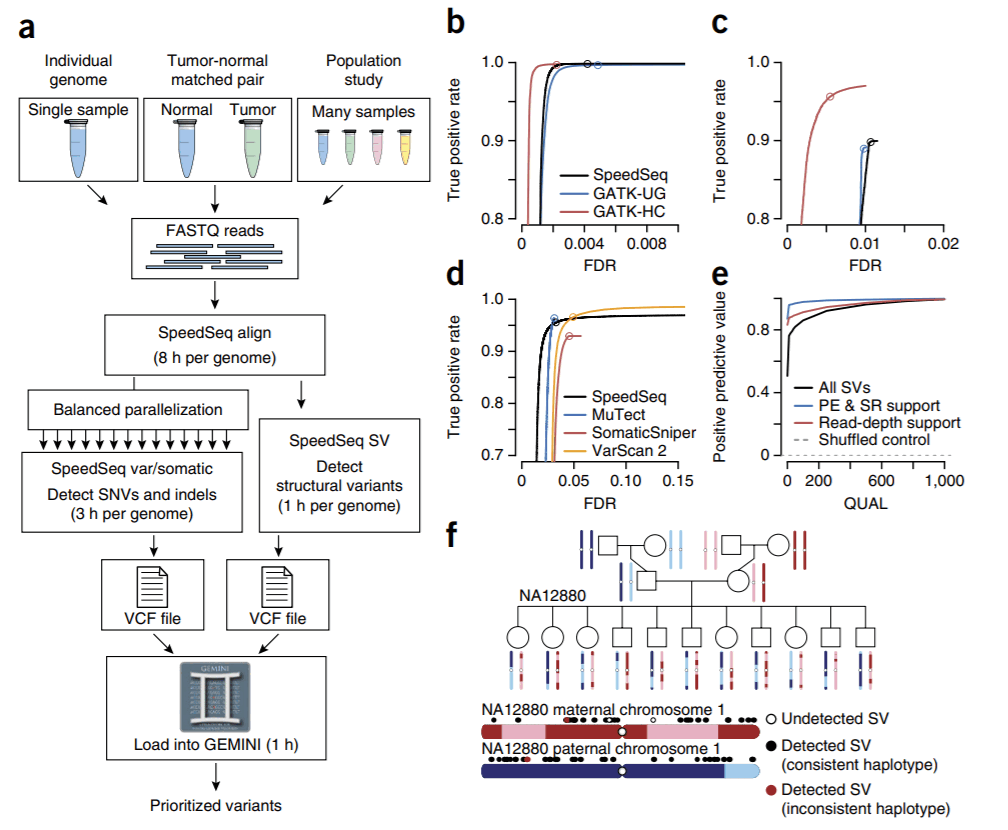 a
Individual
genome
Tumor-normal
matched pair
Population
study
Single sample
Normal Tumor
Many samples
FASTQ reads
SpeedSeq align
(8 h per genome)
Balanced parallelization
SpeedSeq var/somatic
Detect SNVs and indels
(3 h per genome)
SpeedSeq SV
Detect
structural variants
(1 h per genome)
VCF file
VCF file
GEMINI
Load into GEMINI (1 h)
Prioritized variants
b
True positive rate
1.0
0.9
0.8
SpeedSeq
GATK-UG
GATK-HC
0 0.004 0.008
FDR
c
True positive rate
1.0
0.9
0.8
0 0.01 0.02
FDR
d
True positive rate
1.0
0.9
0.8
0.7
SpeedSeq
MuTect
SomaticSniper
VarScan 2
0 0.05 0.10 0.15
FDR
e
Positive predictive value
0.8
0.4
0
All SVs
PE & SR support
Read-depth support
Shuffled control
0 200 600 1,000
QUAL
f
NA12880
NA12880 maternal chromosome 1
NA12880 paternal chromosome 1
Undetected SV
Detected SV
(consistent haplotype)
Detected SV
(inconsistent haplotype)